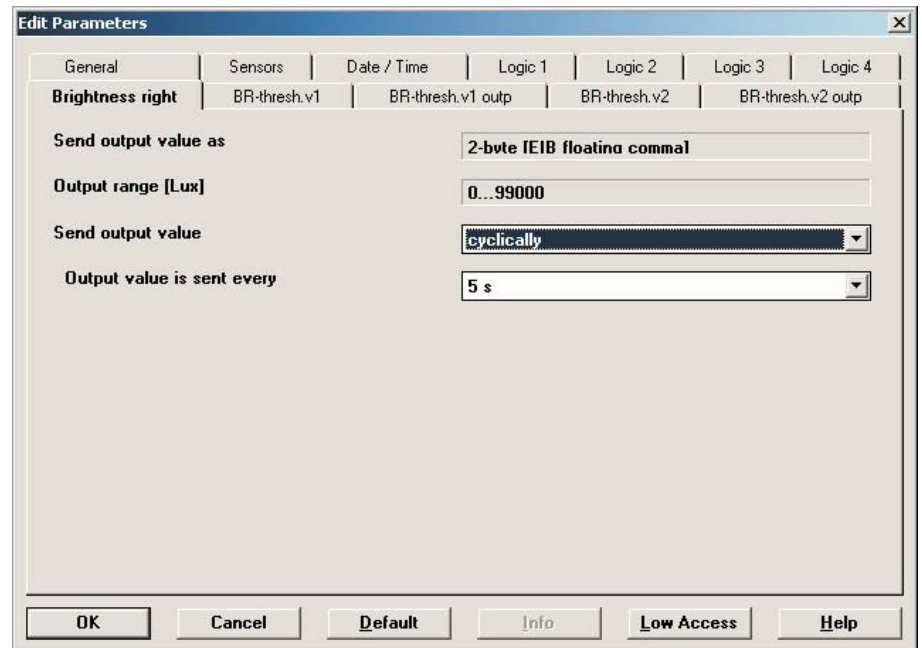 Edit Parameters
General Sensors Date / Time Logic 1 Logic 2 Logic 3 Logic 4
Brightness right BR-thresh.v1 BR-thresh.v1 outp BR-thresh.v2 BR-thresh.v2 outp
Send output value as 2-byte [EIB floating comma]
Output range [Lux] 0...99000
Send output value cyclically
Output value is sent every 5 s
OK Cancel Default Info Low Access Help